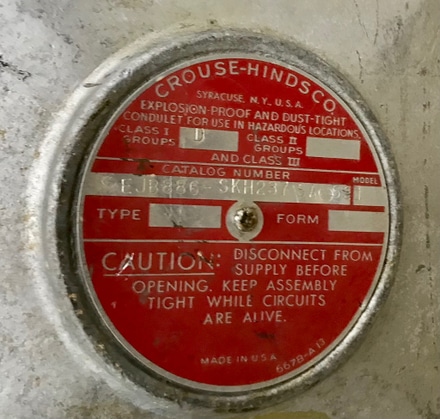 CROUSE-HINDS CO.
SYRACUSE, N.Y. U.S.A.
EXPLOSION-PROOF AND DUST-TIGHT
CONDULET FOR USE IN HAZARDOUS LOCATIONS,
CLASS I GROUPS D CLASS II GROUPS
AND CLASS III
CATALOG NUMBER MODEL
TYPE FORM
CAUTION: DISCONNECT FROM
SUPPLY BEFORE
OPENING. KEEP ASSEMBLY
TIGHT WHILE CIRCUITS
ARE ALIVE.
MADE IN U.S.A.
6678-A13